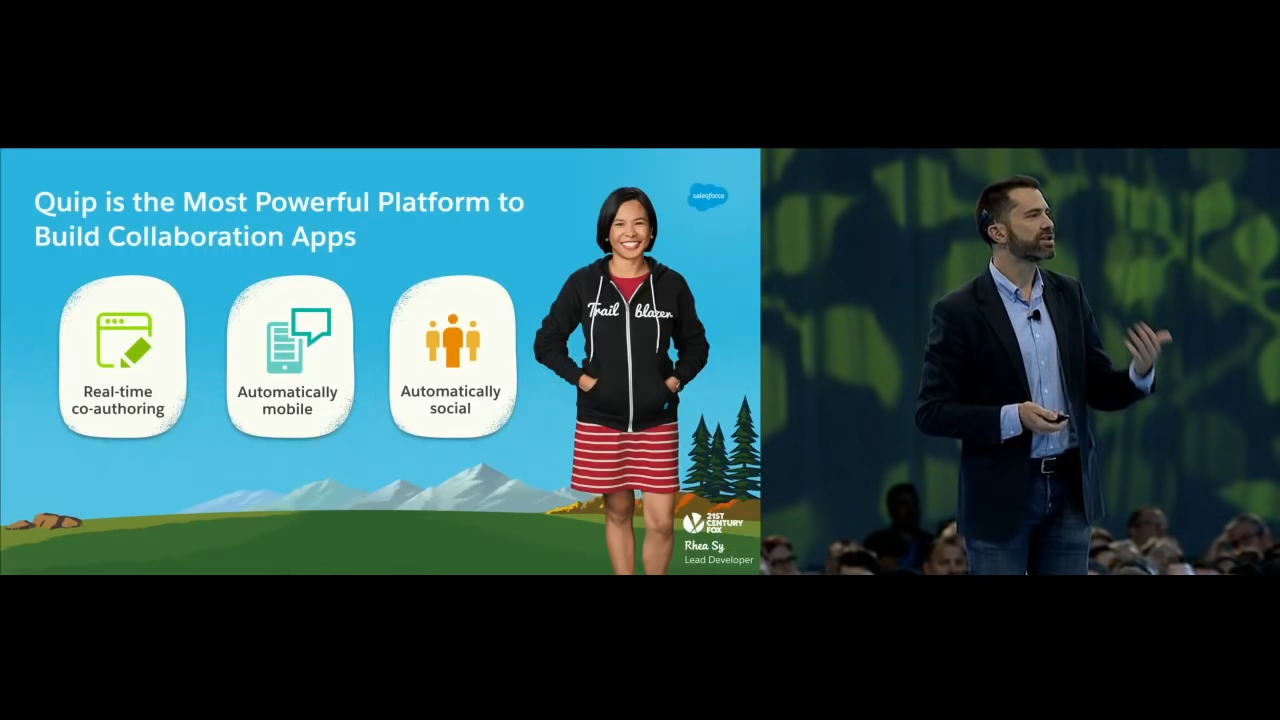 Quip is the Most Powerful Platform to
Build Collaboration Apps
salesforce
Real-time
co-authoring
Automatically
mobile
Automatically
social
Trail blazer
21ST
CENTURY
FOX
Rhea Sy
Lead Developer